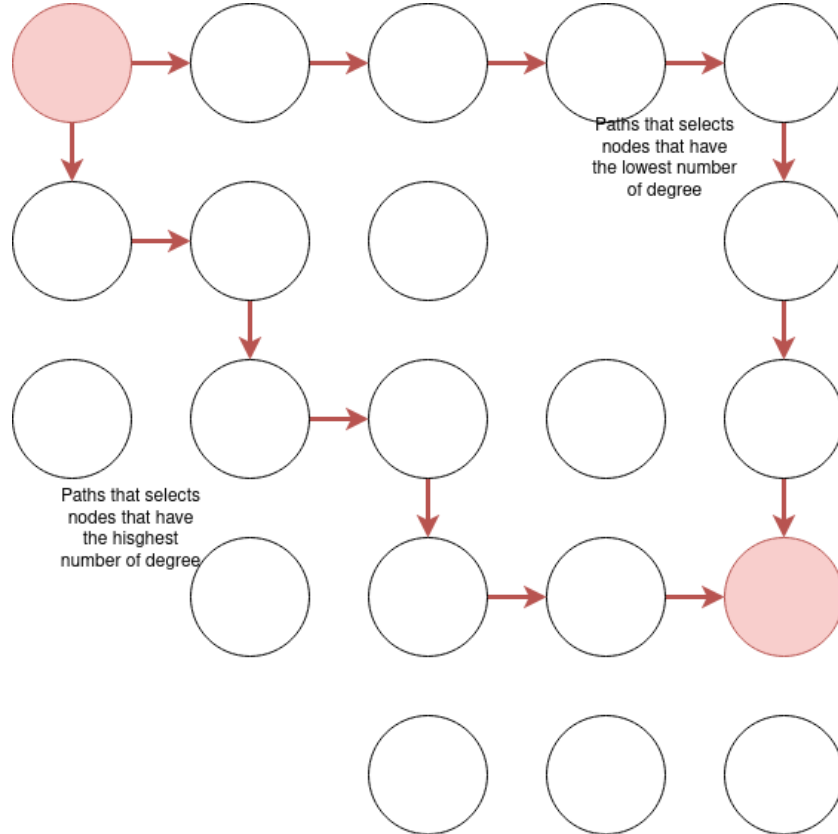 Paths that selects
nodes that have
the lowest number
of degree
Paths that selects
nodes that have
the hisghest
number of degree